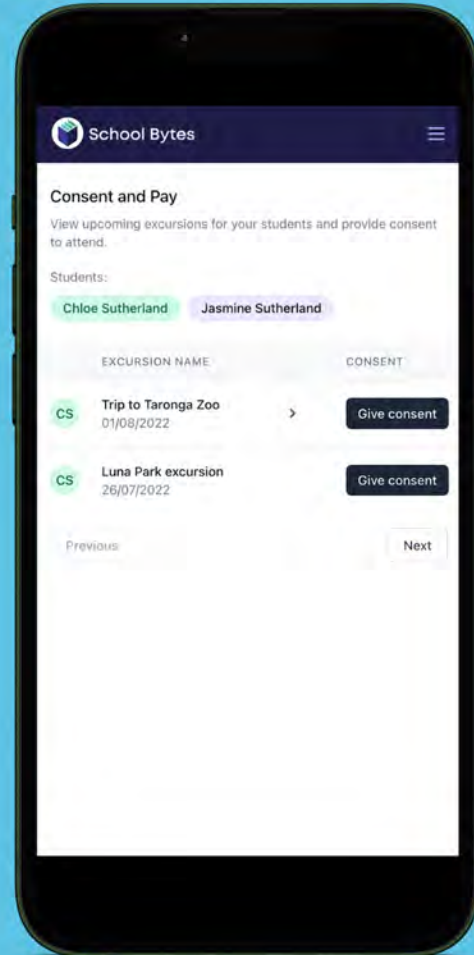 School Bytes
Consent and Pay
View upcoming excursions for your students and provide consent
to attend.
Students:
Chloe Sutherland Jasmine Sutherland
EXCURSION NAME CONSENT
CS Trip to Taronga Zoo > Give consent
01/08/2022
CS Luna Park excursion Give consent
26/07/2022
Previous Next